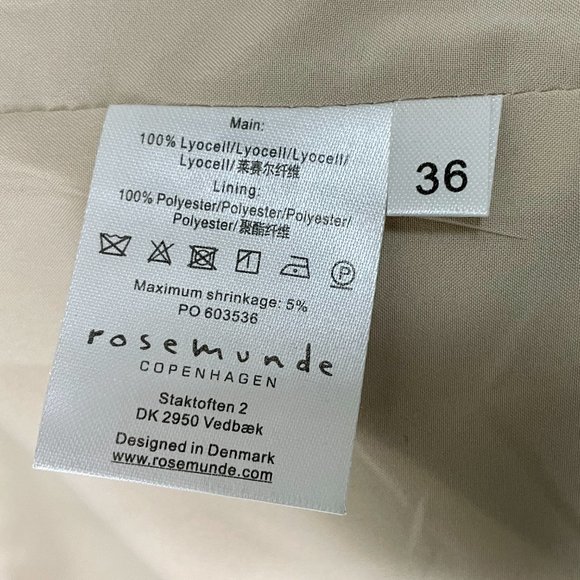 Main:
100% Lyocell/Lyocell/Lyocell/
Lyocell/莱赛尔纤维
Lining:
100% Polyester/Polyester/Polyester/
Polyester/聚酯纤维
P
Maximum shrinkage: 5%
PO 603536
rosemunde
COPENHAGEN
Staktoften 2
DK 2950 Vedbæk
Designed in Denmark
www.rosemunde.com
36